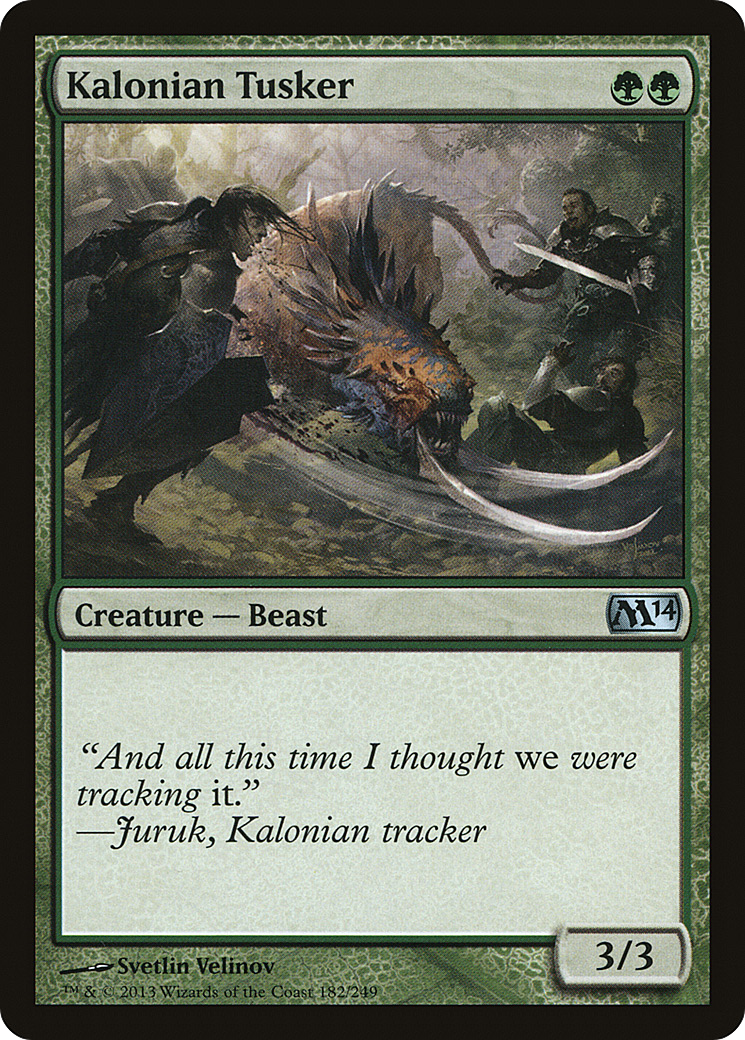 Kalonian Tusker
Creature — Beast
M14
“And all this time I thought we were
tracking it.”
—Juruk, Kalonian tracker
3/3
Svetlin Velinov
™ & © 2013 Wizards of the Coast 182/249